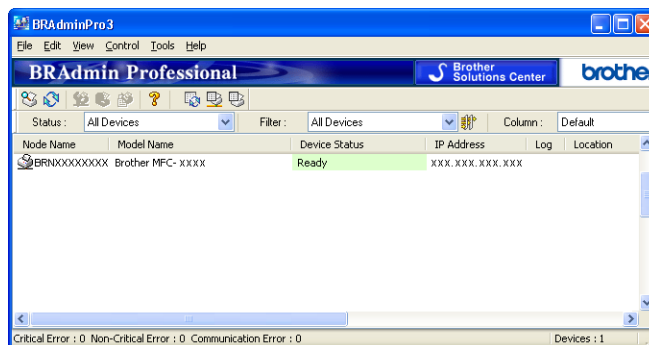 BRAdminPro3
File Edit View Control Tools Help
BRAdmin Professional Brother Solutions Center brothe
Status : All Devices Filter : All Devices Column : Default
Node Name Model Name Device Status IP Address Log Location
BRNXXXXXXXX Brother MFC- XXXX Ready XXX.XXX.XXX.XXX
Critical Error : 0 Non-Critical Error : 0 Communication Error : 0 Devices : 1